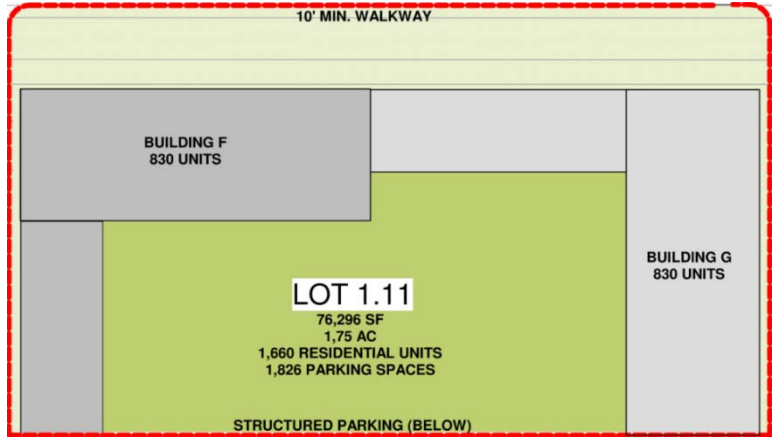 10' MIN. WALKWAY
BUILDING F
830 UNITS
BUILDING G
830 UNITS
LOT 1.11
76,296 SF
1,75 AC
1,660 RESIDENTIAL UNITS
1,826 PARKING SPACES
STRUCTURED PARKING (BELOW)